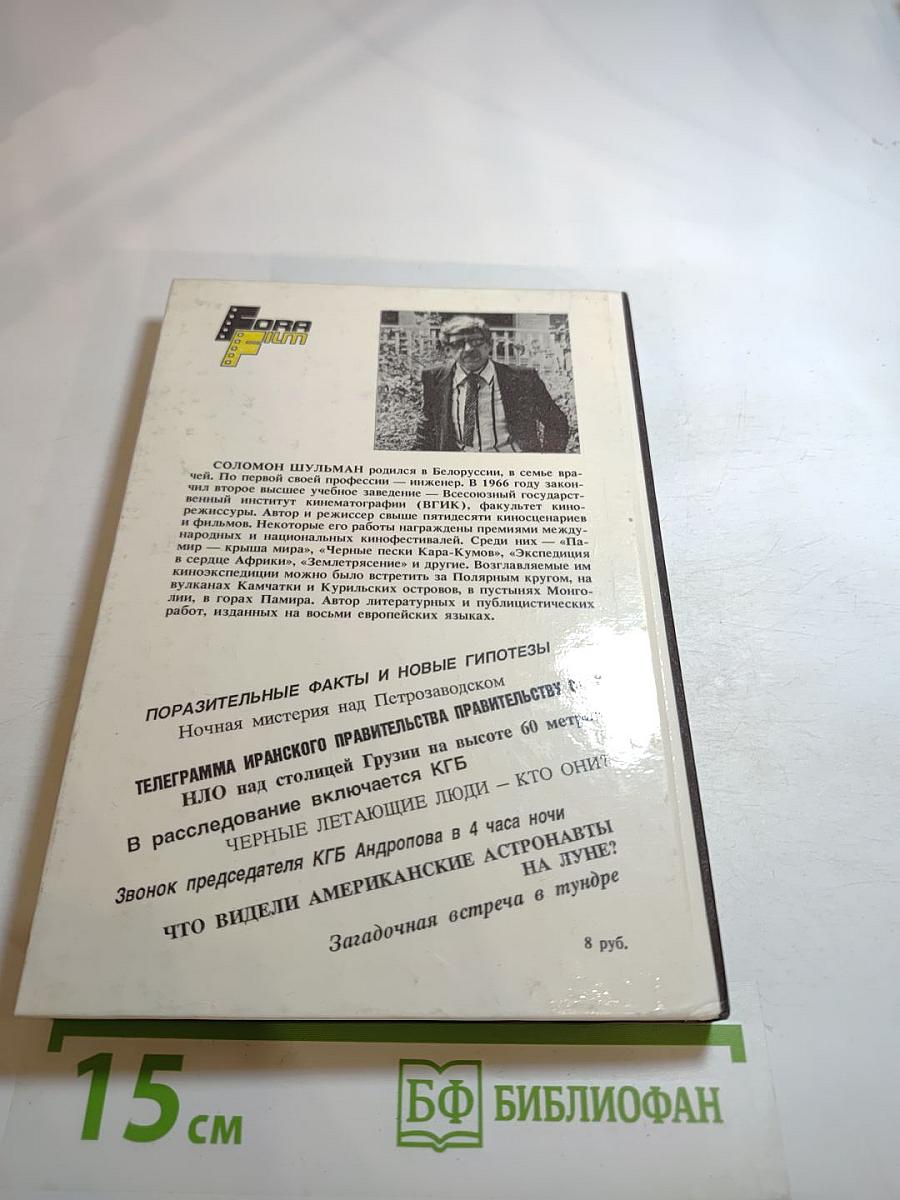 FORA
FILM
СОЛОМОН ШУЛЬМАН родился в Белоруссии, в семье вра-
чей. По первой своей профессии — инженер. В 1966 году закон-
чил второе высшее учебное заведение — Всесоюзный государст-
венный институт кинематографии (ВГИК), факультет кино-
режиссуры. Автор и режиссер свыше пятидесяти киносценариев
и фильмов. Некоторые его работы награждены премиями между-
народных и национальных кинофестивалей. Среди них — «Па-
мир — крыша мира», «Черные пески Кара-Кумов», «Экспедиция
в сердце Африки», «Землетрясение» и другие. Возглавляемые им
киноэкспедиции можно было встретить за Полярным кругом, на
вулканах Камчатки и Курильских островов, в пустынях Монго-
лии, в горах Памира. Автор литературных и публицистических
работ, изданных на восьми европейских языках.
ПОРАЗИТЕЛЬНЫЕ ФАКТЫ И НОВЫЕ ГИПОТЕЗЫ
Ночная мистерия над Петрозаводском
ТЕЛЕГРАММА ИРАНСКОГО ПРАВИТЕЛЬСТВА ПРАВИТЕЛЬСТВУ
НЛО над столицей Грузии на высоте 60
В расследование включается КГБ
ЧЕРНЫЕ ЛЕТАЮЩИЕ ЛЮДИ – КТО ОНИ?
Звонок председателя КГБ Андропова в 4 часа ночи
ЧТО ВИДЕЛИ АМЕРИКАНСКИЕ АСТРОНАВТЫ
НА ЛУНЕ?
Загадочная встреча в тундре
8 руб.
15 см
БФ БИБЛИОФАН